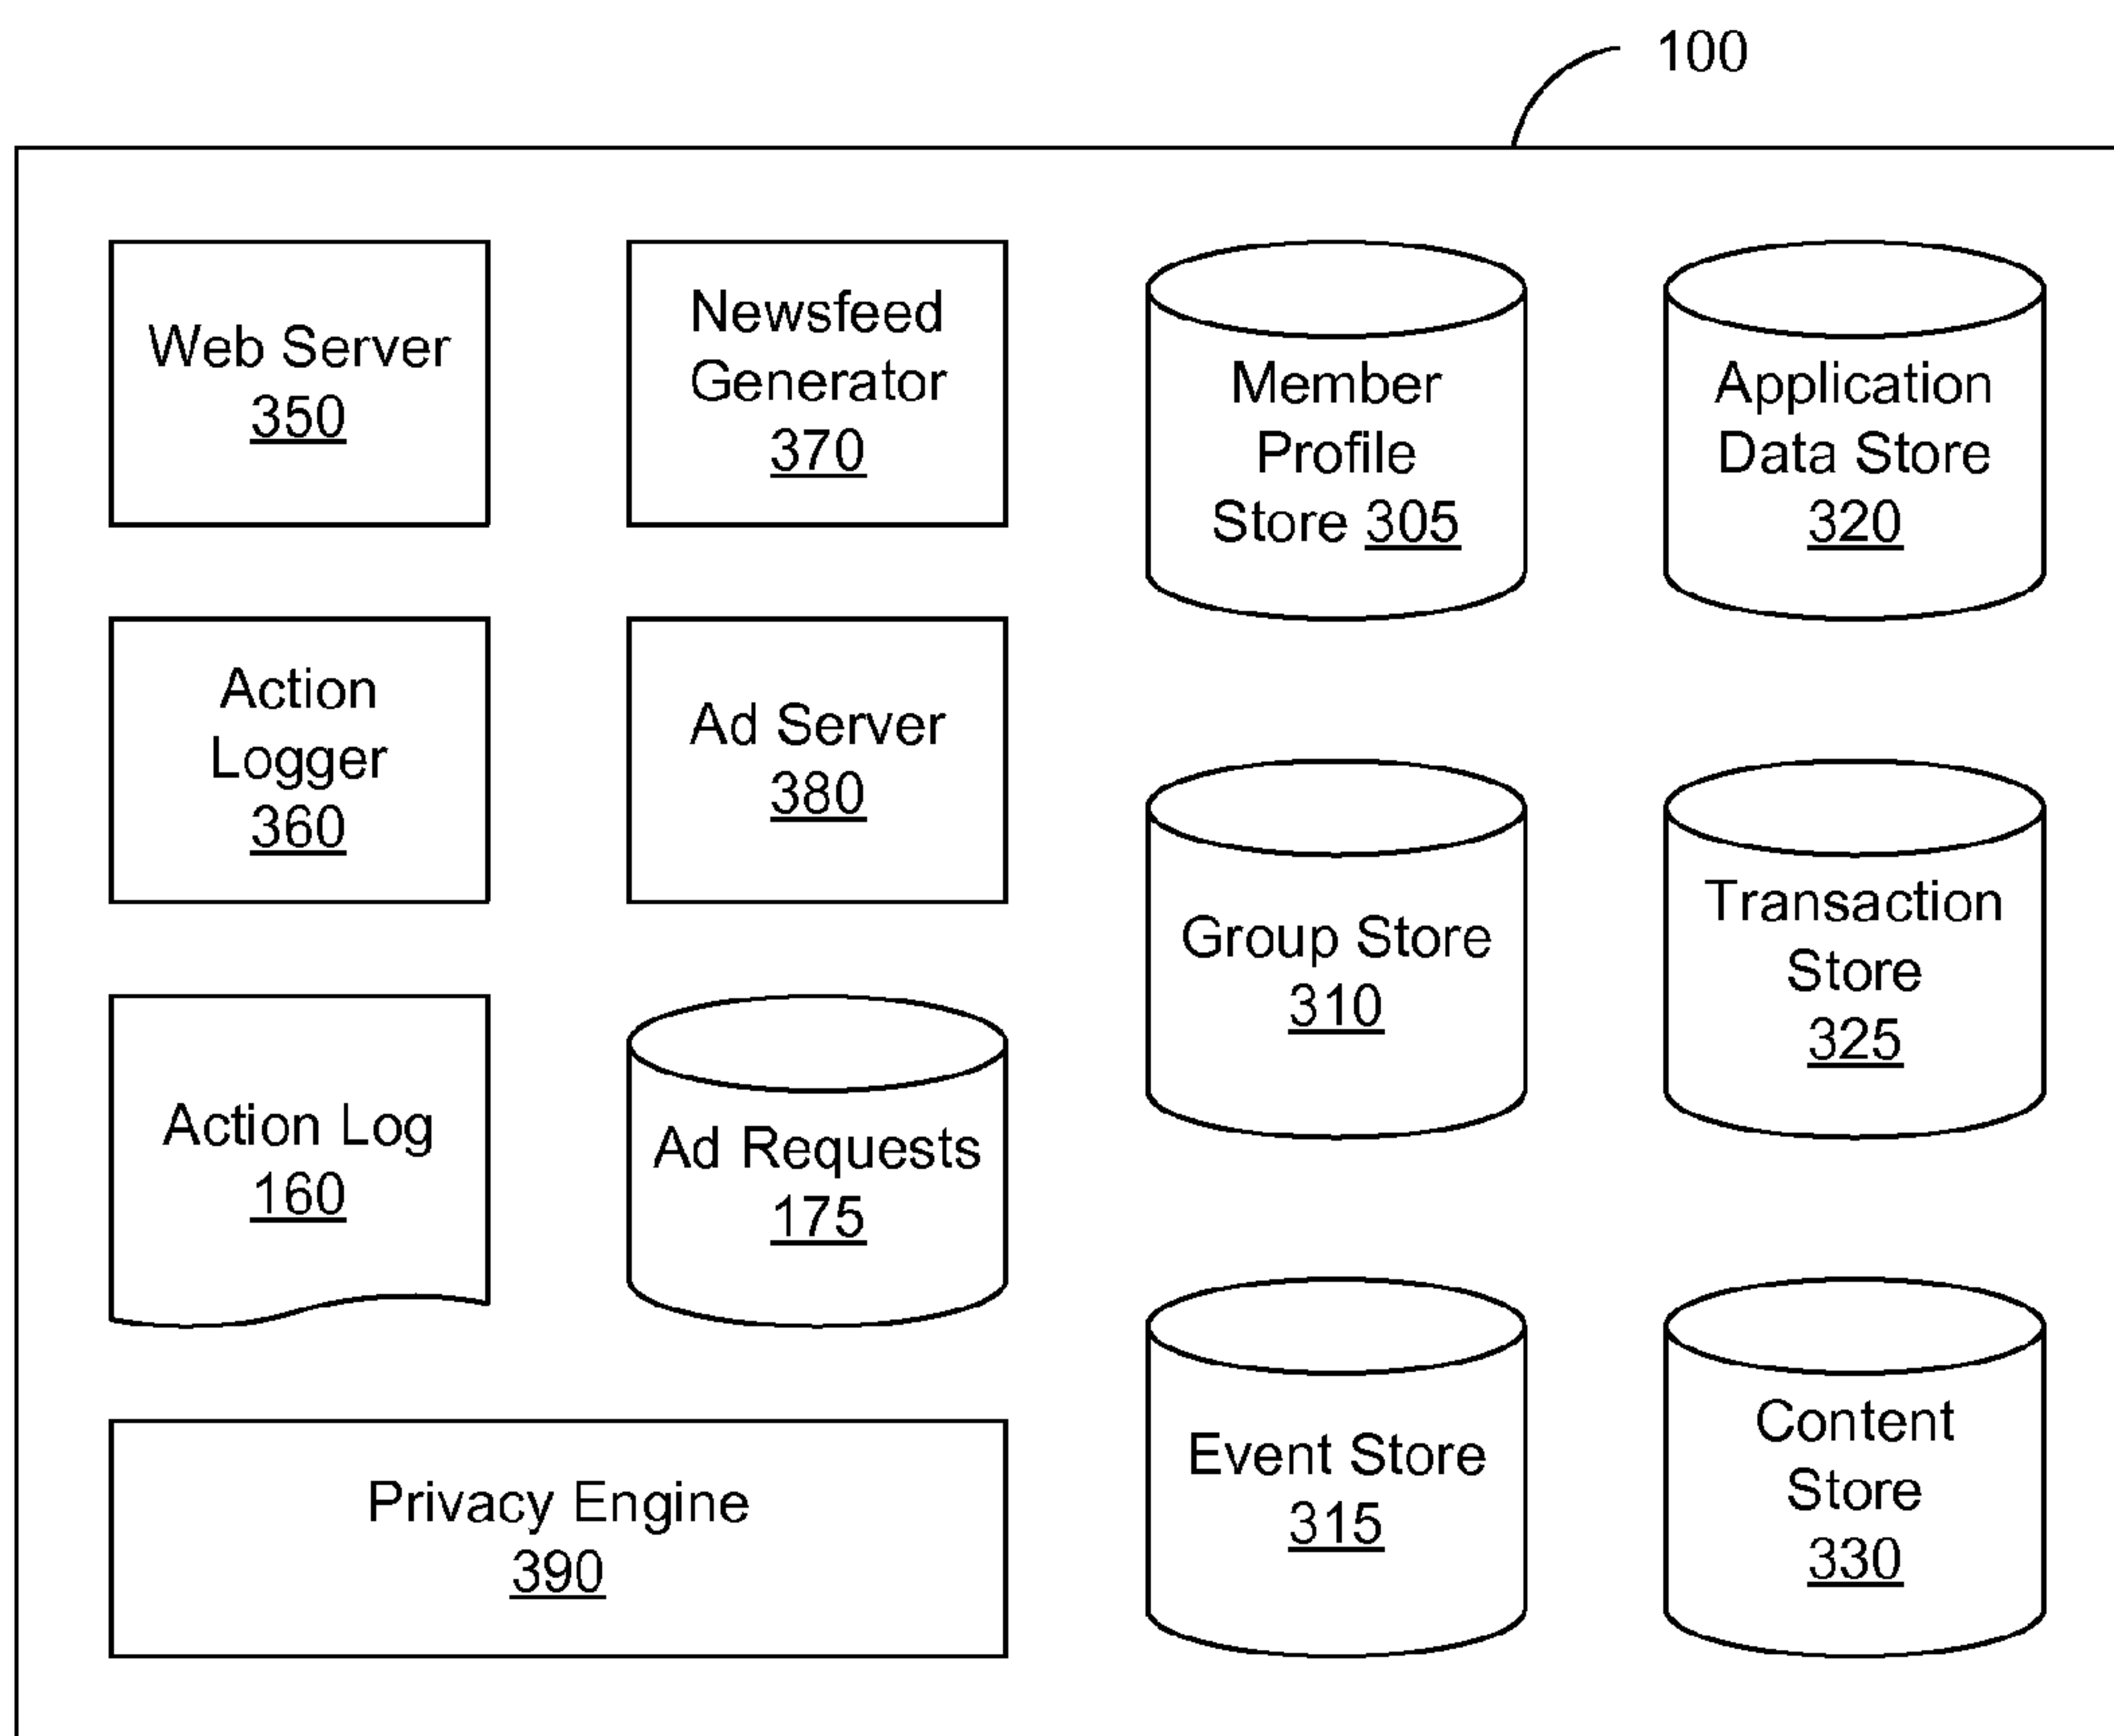 100
Web Server
350
Newsfeed
Generator
370
Member
Profile
Store 305
Application
Data Store
320
Action
Logger
360
Ad Server
380
Group Store
310
Transaction
Store
325
Action Log
160
Ad Requests
175
Event Store
315
Content
Store
330
Privacy Engine
390